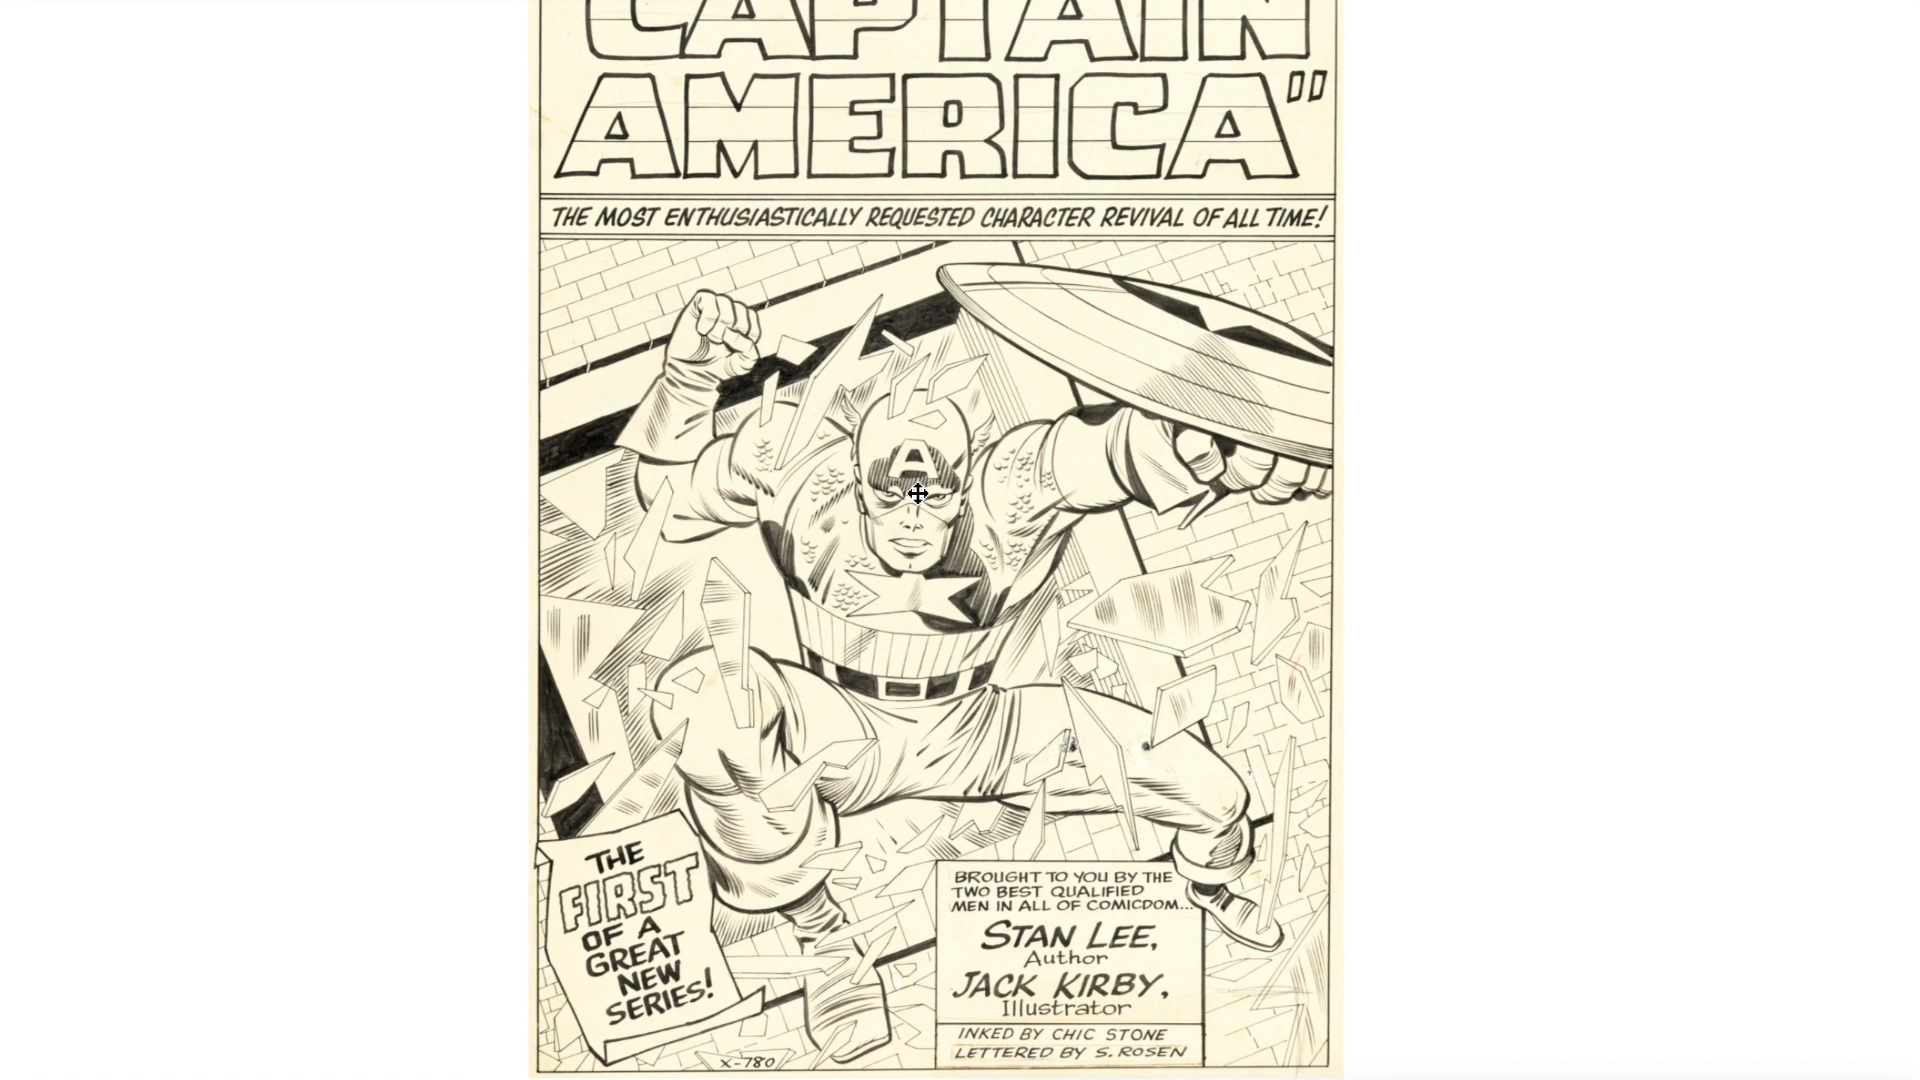 CAPTAIN
AMERICA"
THE MOST ENTHUSIASTICALLY REQUESTED CHARACTER REVIVAL OF ALL TIME!
A
THE
FIRST
OF A
GREAT
NEW
SERIES!
BROUGHT TO YOU BY THE
TWO BEST QUALIFIED
MEN IN ALL OF COMICDOM...
STAN LEE,
Author
JACK KIRBY,
Illustrator
INKED BY CHIC STONE
LETTERED BY S. ROSEN
X-780